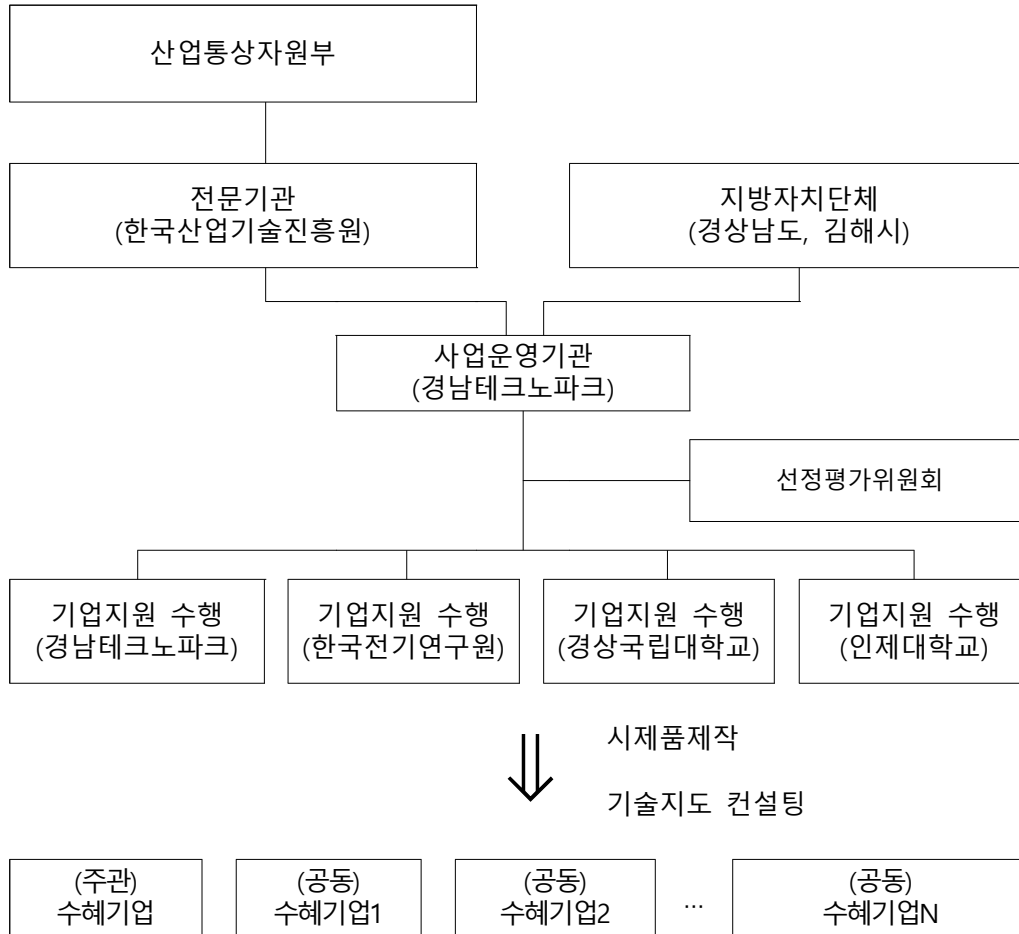 산업통상자원부
전문기관
(한국산업기술진흥원)
지방자치단체
(경상남도, 김해시)
사업운영기관
(경남테크노파크)
선정평가위원회
기업지원 수행
(경남테크노파크)
기업지원 수행
(한국전기연구원)
기업지원 수행
(경상국립대학교)
기업지원 수행
(인제대학교)
시제품제작
기술지도 컨설팅
(주관)
수혜기업
(공동)
수혜기업1
(공동)
수혜기업2
...
(공동)
수혜기업N